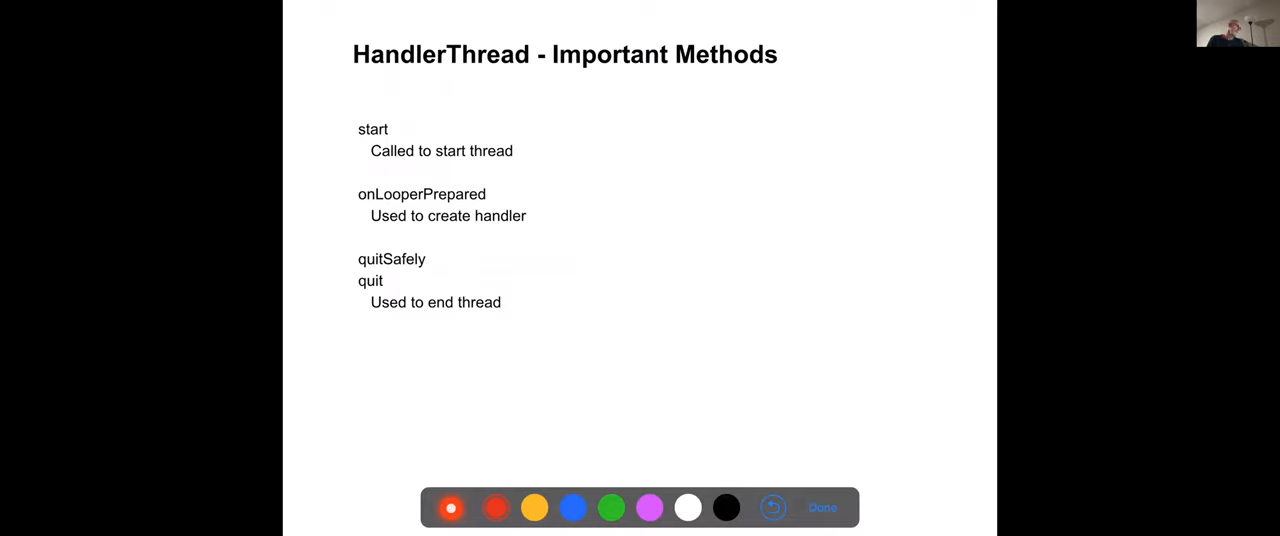 HandlerThread - Important Methods
start
Called to start thread
onLooperPrepared
Used to create handler
quitSafely
quit
Used to end thread
Done